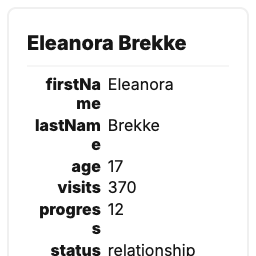 Eleanora Brekke
firstNa Eleanora
me
lastNam Brekke
e
age 17
visits 370
progres 12
s
status relationship